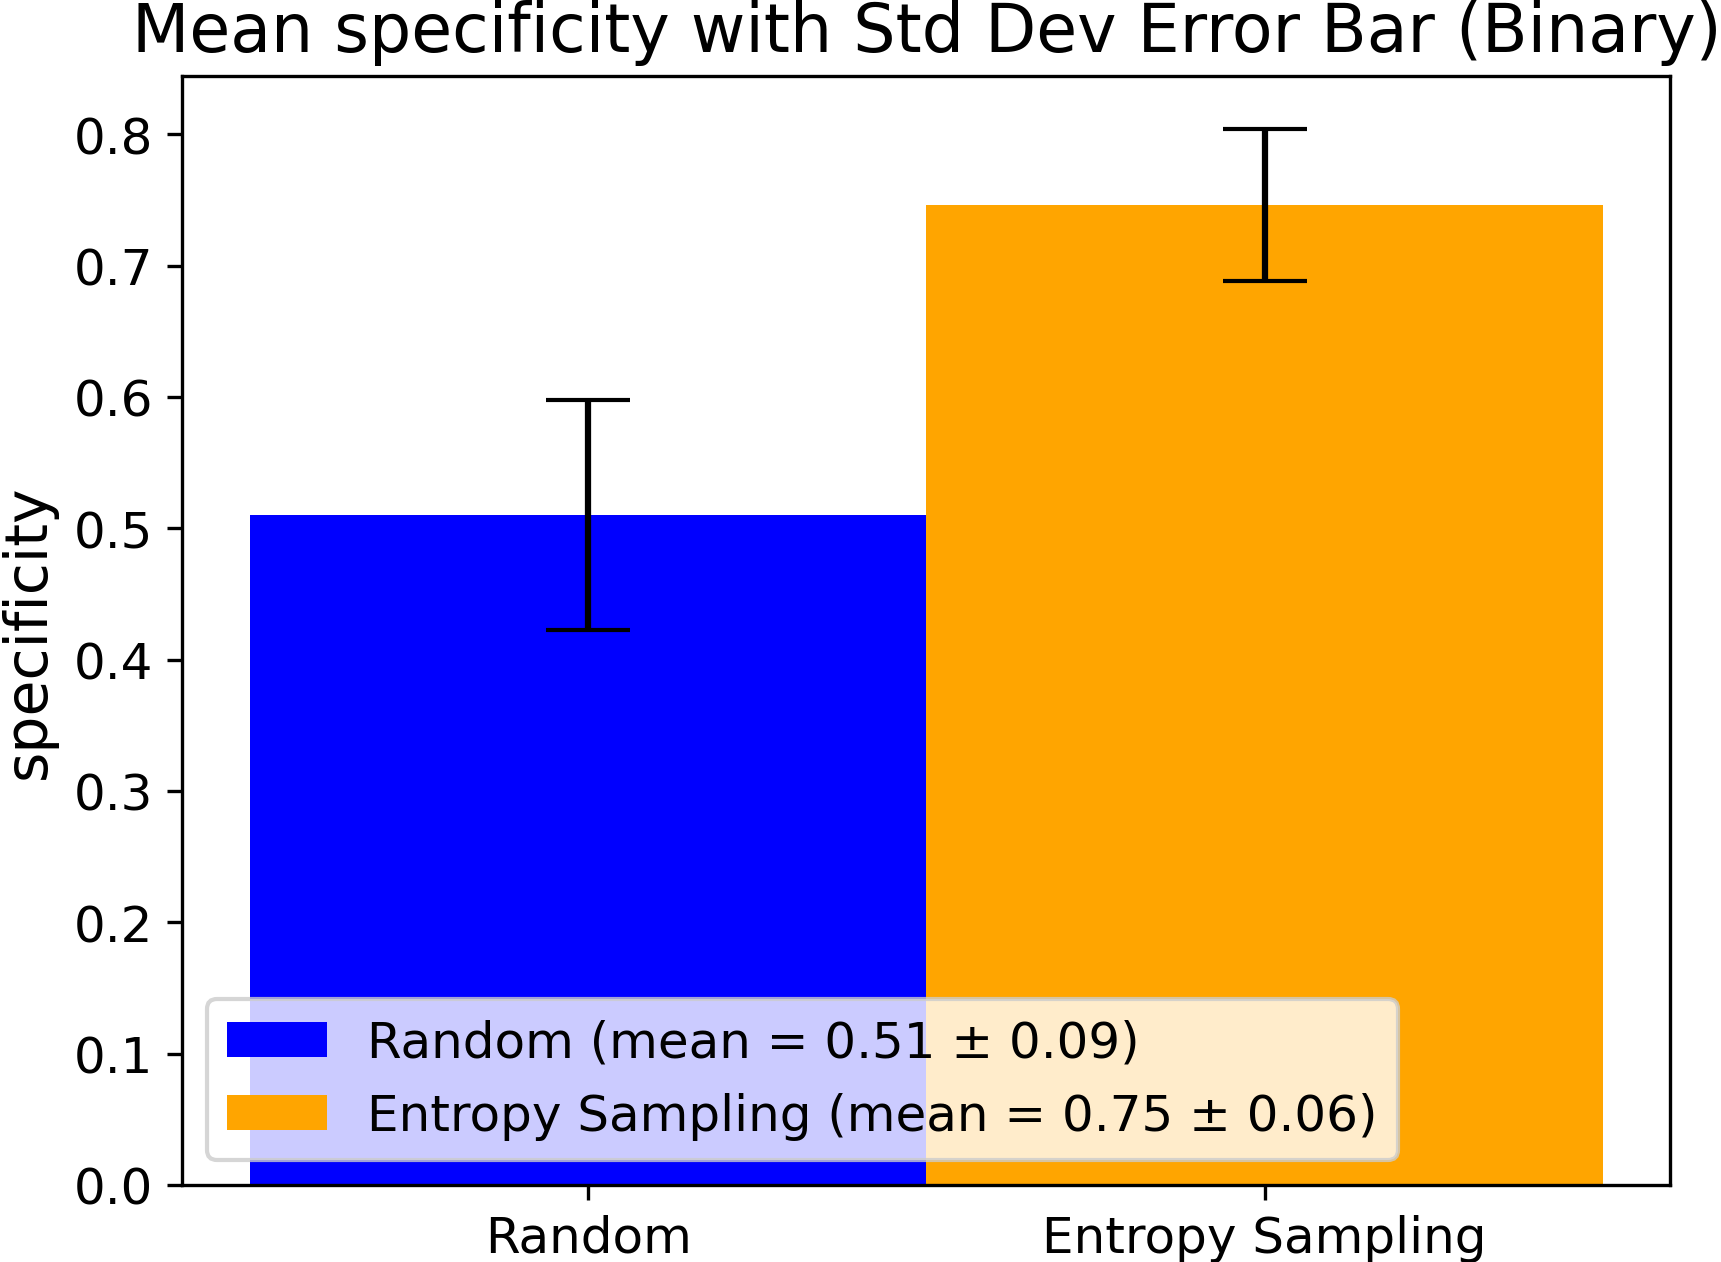 Mean specificity with Std Dev Error Bar (Binary)
specificity
0.8
0.7
0.6
0.5
0.4
0.3
0.2
0.1
0.0
Random (mean = 0.51 ± 0.09)
Entropy Sampling (mean = 0.75 ± 0.06)
Random
Entropy Sampling